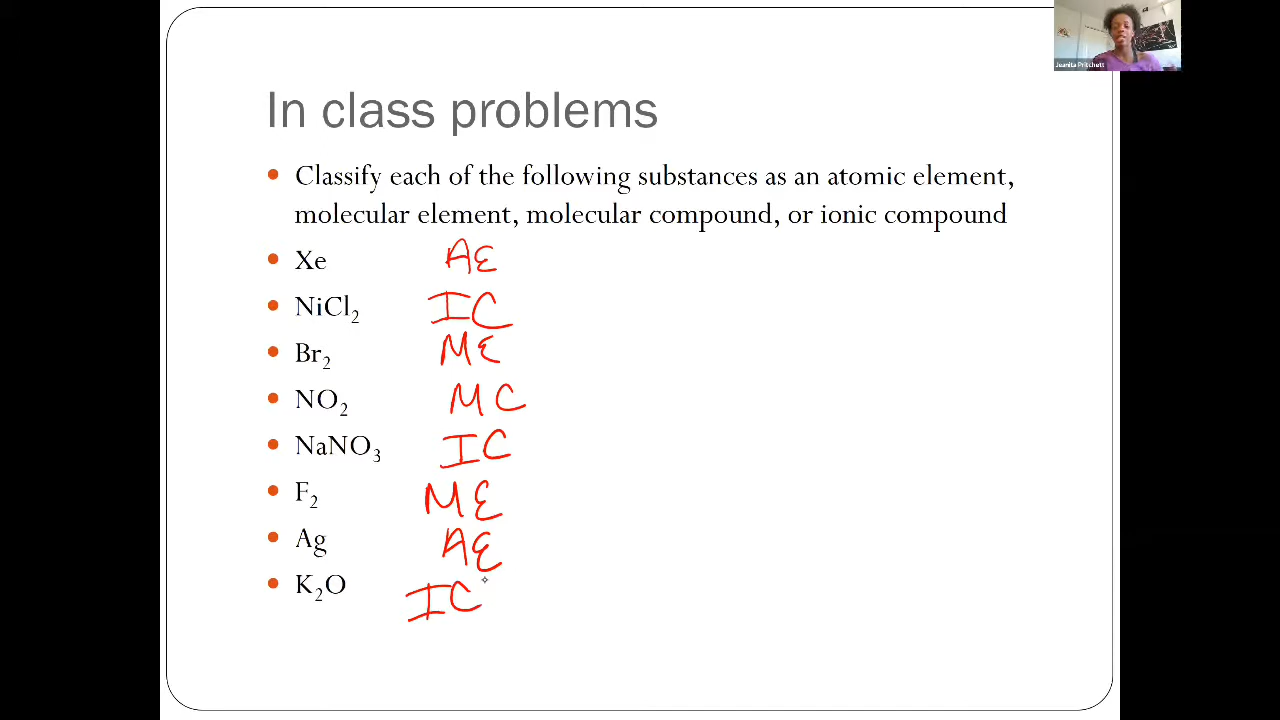 Jeanita Pritchett
In class problems
• Classify each of the following substances as an atomic element,
molecular element, molecular compound, or ionic compound
• Xe AE
• NiCl₂ IC
• Br₂ ME
• NO₂ MC
• NaNO₃ IC
• F₂ ME
• Ag AE
• K₂O IC